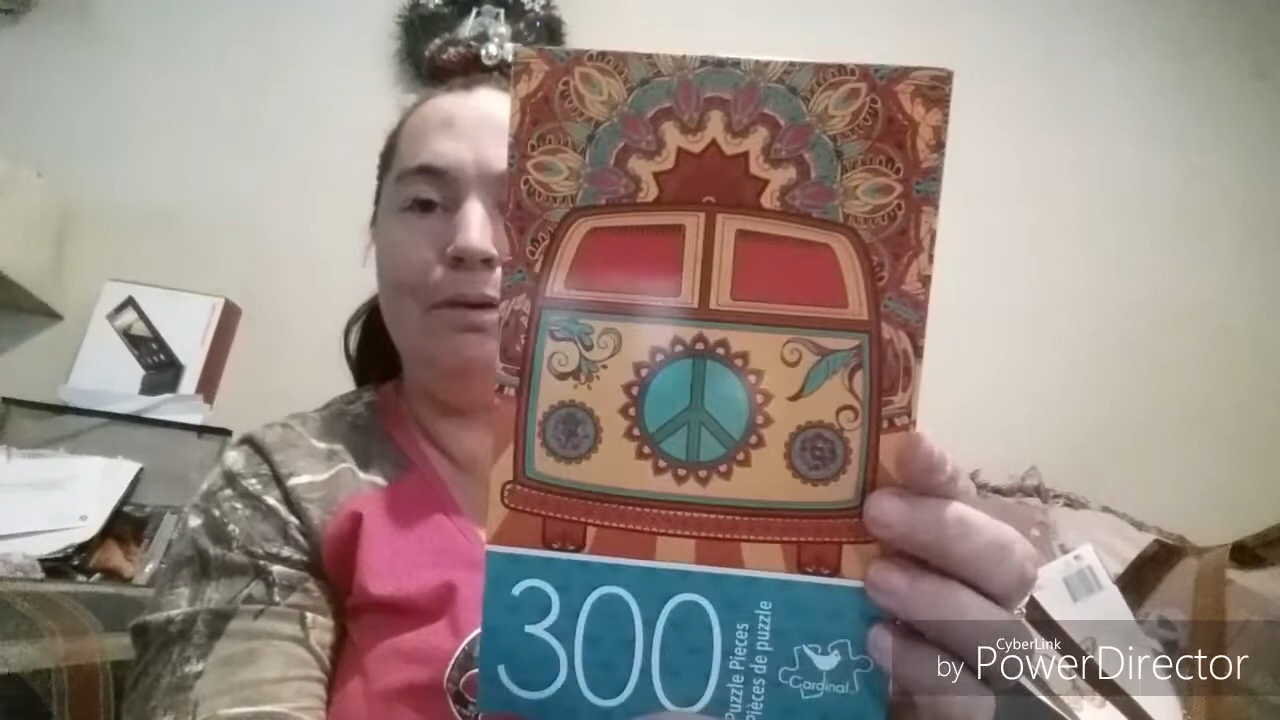 300
Puzzle Pieces
Pièces de puzzle
Cardinal
CyberLink
by PowerDirector